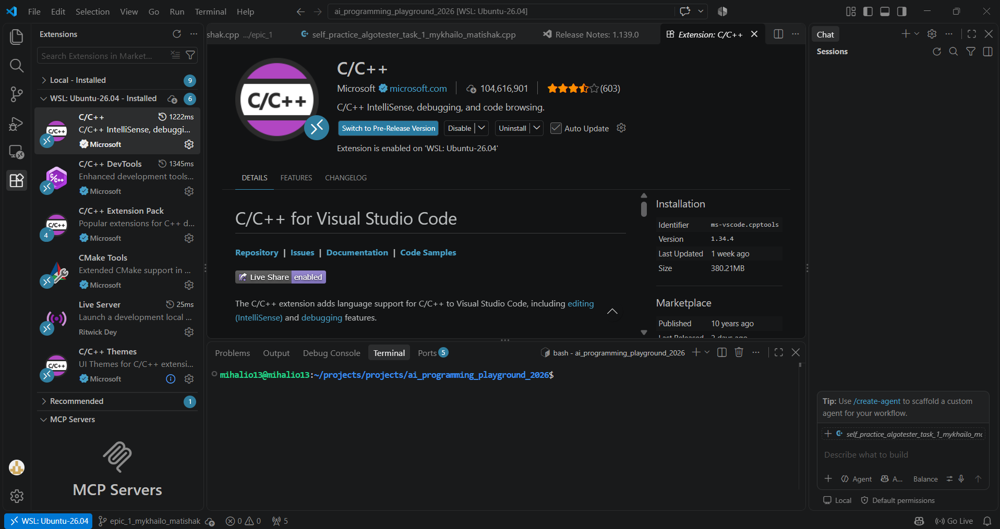 File Edit Selection View Go Run Terminal Help
ai_programming_playground_2026 [WSL: Ubuntu-26.04]
Extensions
Search Extensions in Market...
Local - Installed 9
WSL: Ubuntu-26.04 - Installed 6
C/C++ 1222ms
C/C++ IntelliSense, debuggi...
Microsoft
C/C++ DevTools 1345ms
Enhanced development tools...
Microsoft
C/C++ Extension Pack
Popular extensions for C++ d...
4 Microsoft
CMake Tools
Extended CMake support in ...
Microsoft
Live Server 25ms
Launch a development local ...
Ritwick Dey
C/C++ Themes
UI Themes for C/C++ extensi...
Microsoft
Recommended 1
MCP Servers
MCP Servers
shak.cpp .../epic_1
self_practice_algotester_task_1_mykhailo_matishak.cpp
Release Notes: 1.139.0
Extension: C/C++
C/C++
C/C++
Microsoft microsoft.com 104,616,901 (603)
C/C++ IntelliSense, debugging, and code browsing.
Switch to Pre-Release Version Disable Uninstall Auto Update
Extension is enabled on 'WSL: Ubuntu-26.04'
DETAILS FEATURES CHANGELOG
C/C++ for Visual Studio Code
Repository | Issues | Documentation | Code Samples
Live Share enabled
The C/C++ extension adds language support for C/C++ to Visual Studio Code, including editing
(IntelliSense) and debugging features.
Installation
Identifier ms-vscode.cpptools
Version 1.34.4
Last Updated 1 week ago
Size 380.21MB
Marketplace
Published 10 years ago
Last Released 2 days ago
Problems Output Debug Console Terminal Ports 5
bash - ai_programming_playground_2026
mihalio13@mihalio13:~/projects/projects/ai_programming_playground_2026$
Chat
Sessions
Tip: Use /create-agent to scaffold a custom
agent for your workflow.
self_practice_algotester_task_1_mykhailo_ma
Describe what to build
Agent A... Balance
Local Default permissions
WSL: Ubuntu-26.04 epic_1_mykhailo_matishak 0 0 5
Go Live